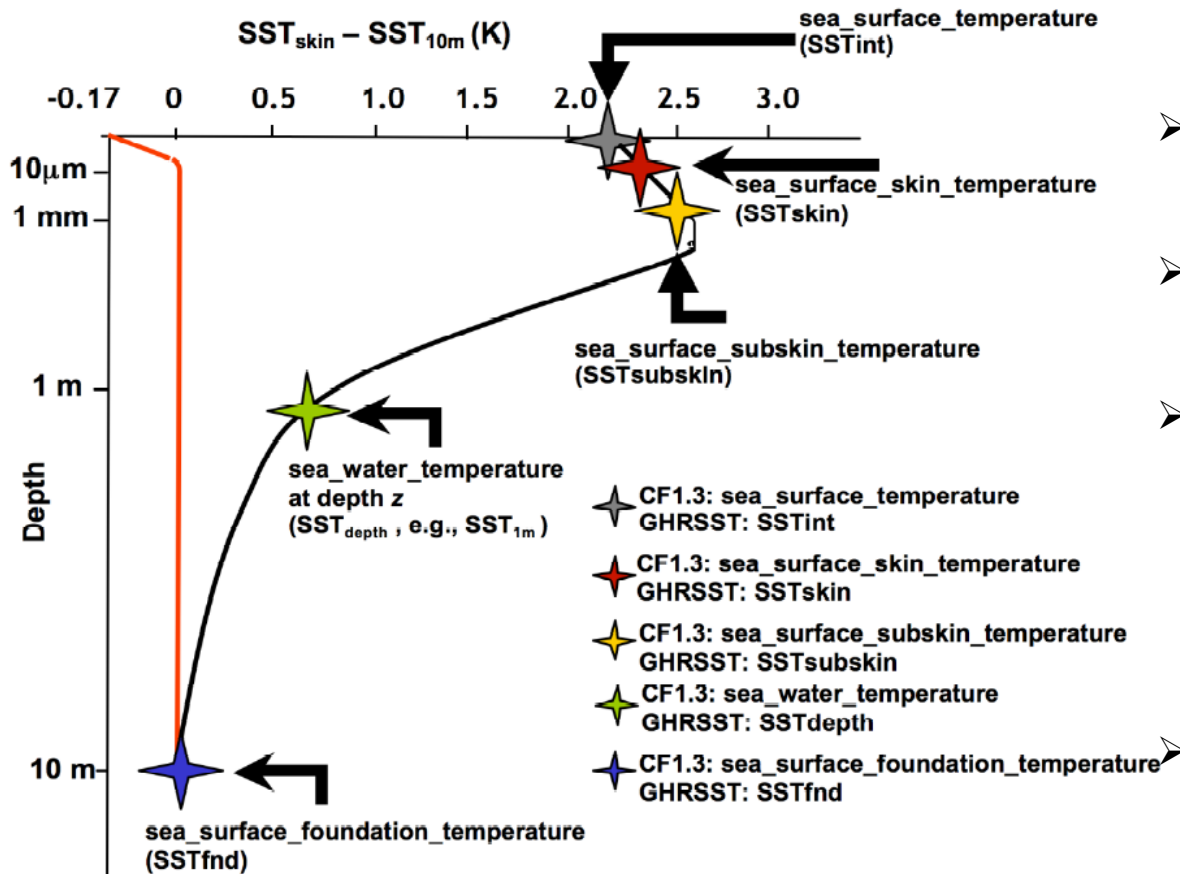 SSTskin – SST10m (K)
sea_surface_temperature
(SSTint)
-0.17 0 0.5 1.0 1.5 2.0 2.5 3.0
10μm
1 mm
1 m
10 m
Depth
sea_surface_skin_temperature
(SSTskin)
sea_surface_subskin_temperature
(SSTsubskin)
sea_water_temperature
at depth z
(SSTdepth , e.g., SST1m )
CF1.3: sea_surface_temperature
GHRSST: SSTint
CF1.3: sea_surface_skin_temperature
GHRSST: SSTskin
CF1.3: sea_surface_subskin_temperature
GHRSST: SSTsubskin
CF1.3: sea_water_temperature
GHRSST: SSTdepth
CF1.3: sea_surface_foundation_temperature
GHRSST: SSTfnd
sea_surface_foundation_temperature
(SSTfnd)